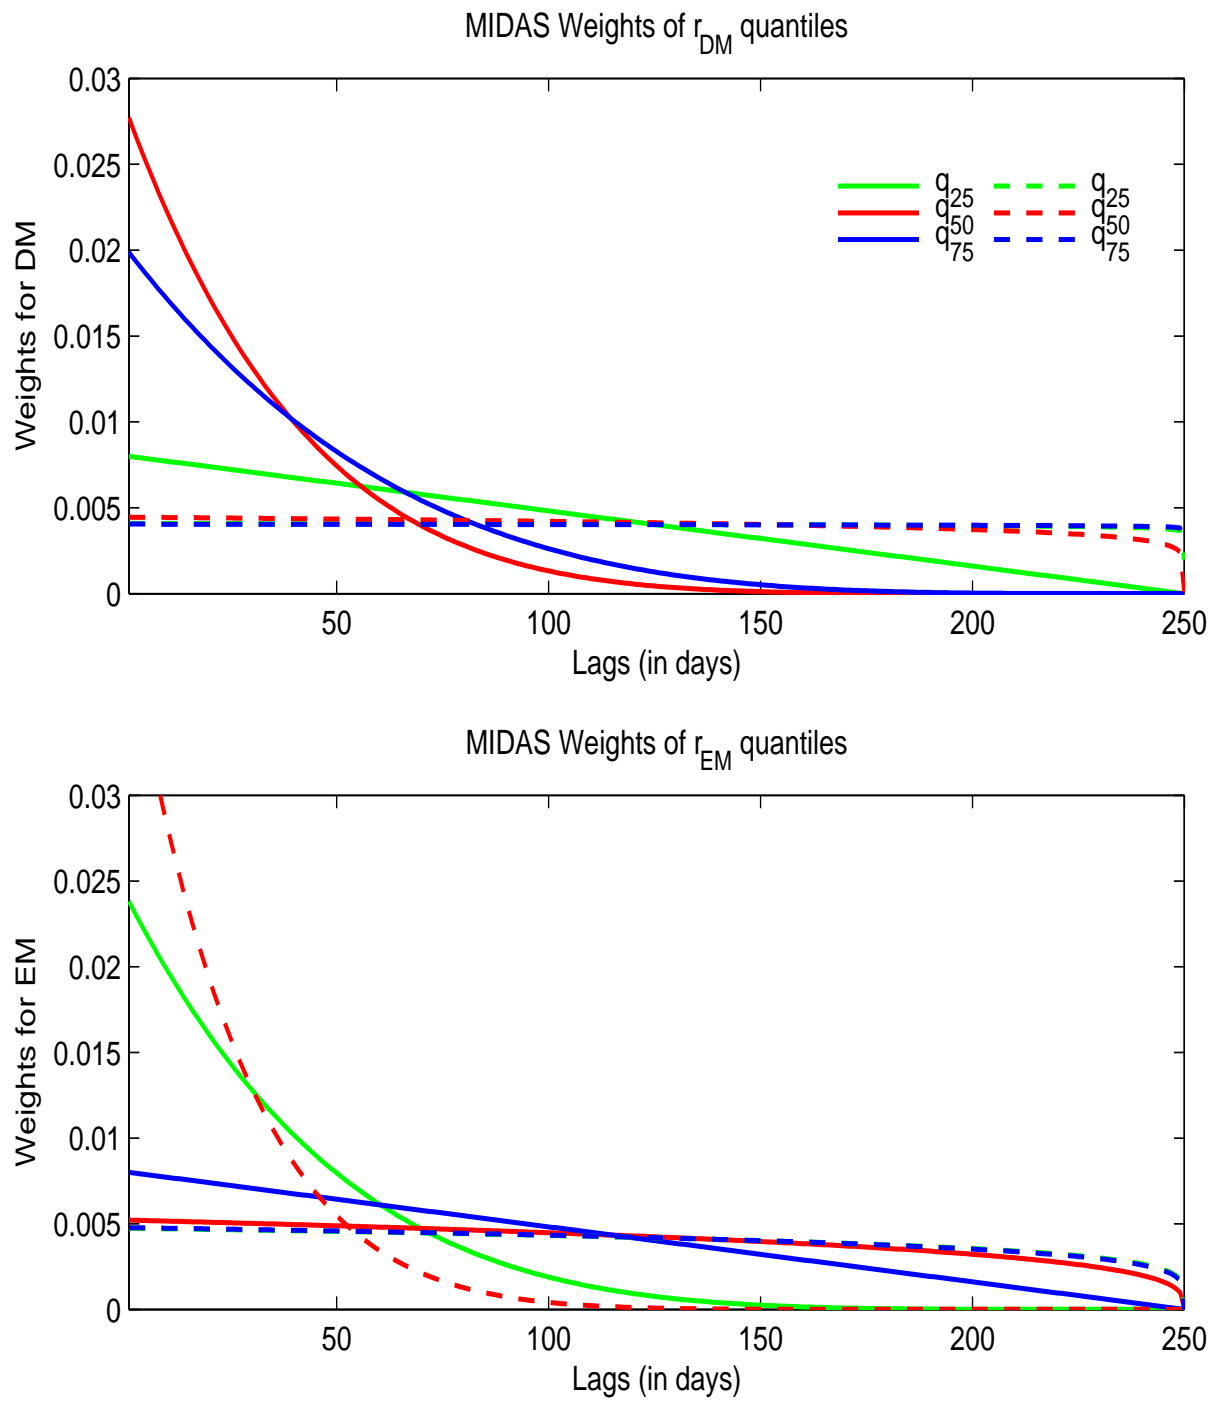 MIDAS Weights of r_DM quantiles
0.03
0.025
0.02
0.015
0.01
0.005
0
Weights for DM
q_25 q_25
q_50 q_50
q_75 q_75
50 100 150 200 250
Lags (in days)
MIDAS Weights of r_EM quantiles
0.03
0.025
0.02
0.015
0.01
0.005
0
Weights for EM
50 100 150 200 250
Lags (in days)